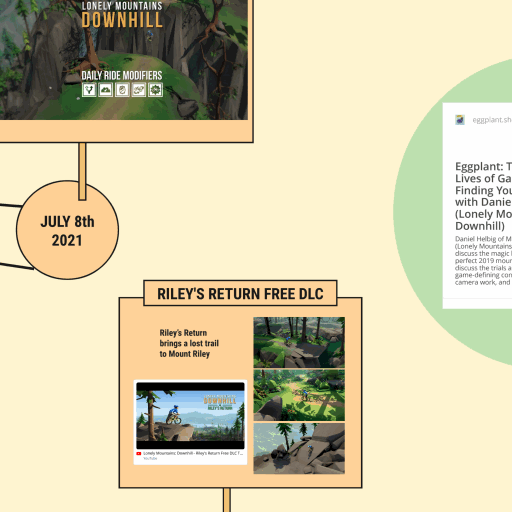 LONELY MOUNTAINS
DOWNHILL
DAILY RIDE MODIFIERS
JULY 8th
2021
RILEY'S RETURN FREE DLC
Riley's Return
brings a lost trail
to Mount Riley
DOWNHILL
RILEY'S RETURN
Lonely Mountains: Downhill - Riley's Return Free DLC T...
YouTube
eggplant.sh
Eggplant: T
Lives of Ga
Finding You
with Danie
(Lonely Mo
Downhill)
Daniel Helbig of M
(Lonely Mountains
discuss the magic
perfect 2019 moun
discuss the trials a
game-defining con
camera work, and